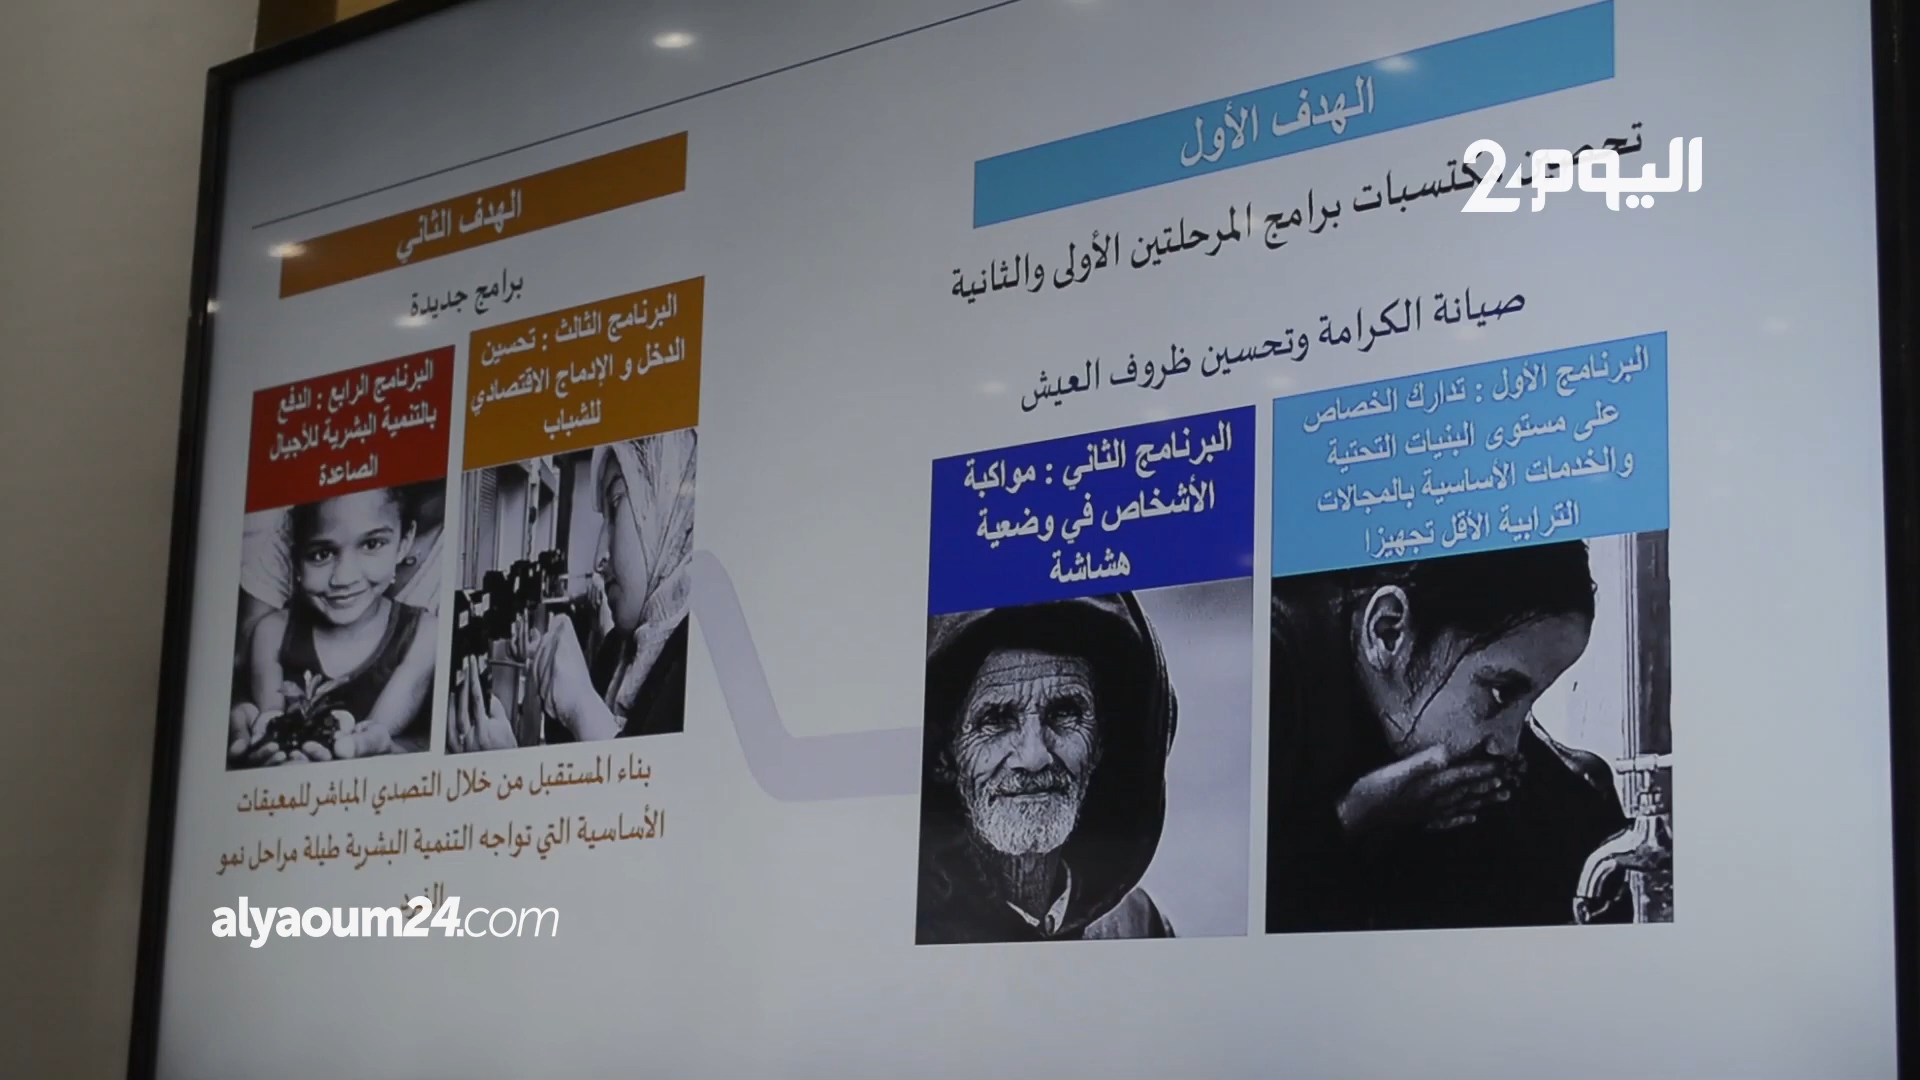 الهدف الأول
مكتسبات برامج المرحلتين الأولى والثانية
صيانة الكرامة وتحسين ظروف العيش
البرنامج الأول : تدارك الخصاص
على مستوى البنيات التحتية
والخدمات الأساسية بالمجالات
الترابية الأقل تجهيزا
البرنامج الثاني : مواكبة
الأشخاص في وضعية
هشاشة
الهدف الثاني
برامج جديدة
البرنامج الثالث : تحسين
الدخل و الإدماج الاقتصادي
للشباب
البرنامج الرابع : الدفع
بالتنمية البشرية للأجيال
الصاعدة
بناء المستقبل من خلال التصدي المباشر للمعيقات
الأساسية التي تواجه التنمية البشرية طيلة مراحل نمو
اليوم24
alyaoum24.com